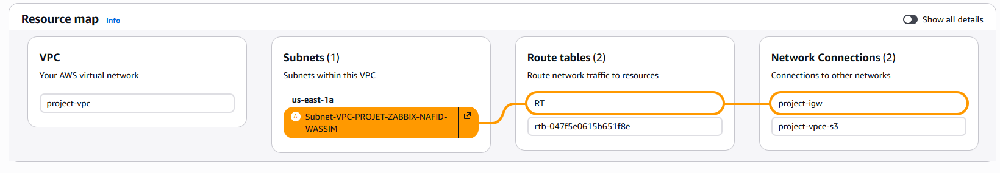 Resource map Info
Show all details
VPC
Your AWS virtual network
project-vpc
Subnets (1)
Subnets within this VPC
us-east-1a
A Subnet-VPC-PROJET-ZABBIX-NAFID-
WASSIM
Route tables (2)
Route network traffic to resources
RT
rtb-047f5e0615b651f8e
Network Connections (2)
Connections to other networks
project-igw
project-vpce-s3